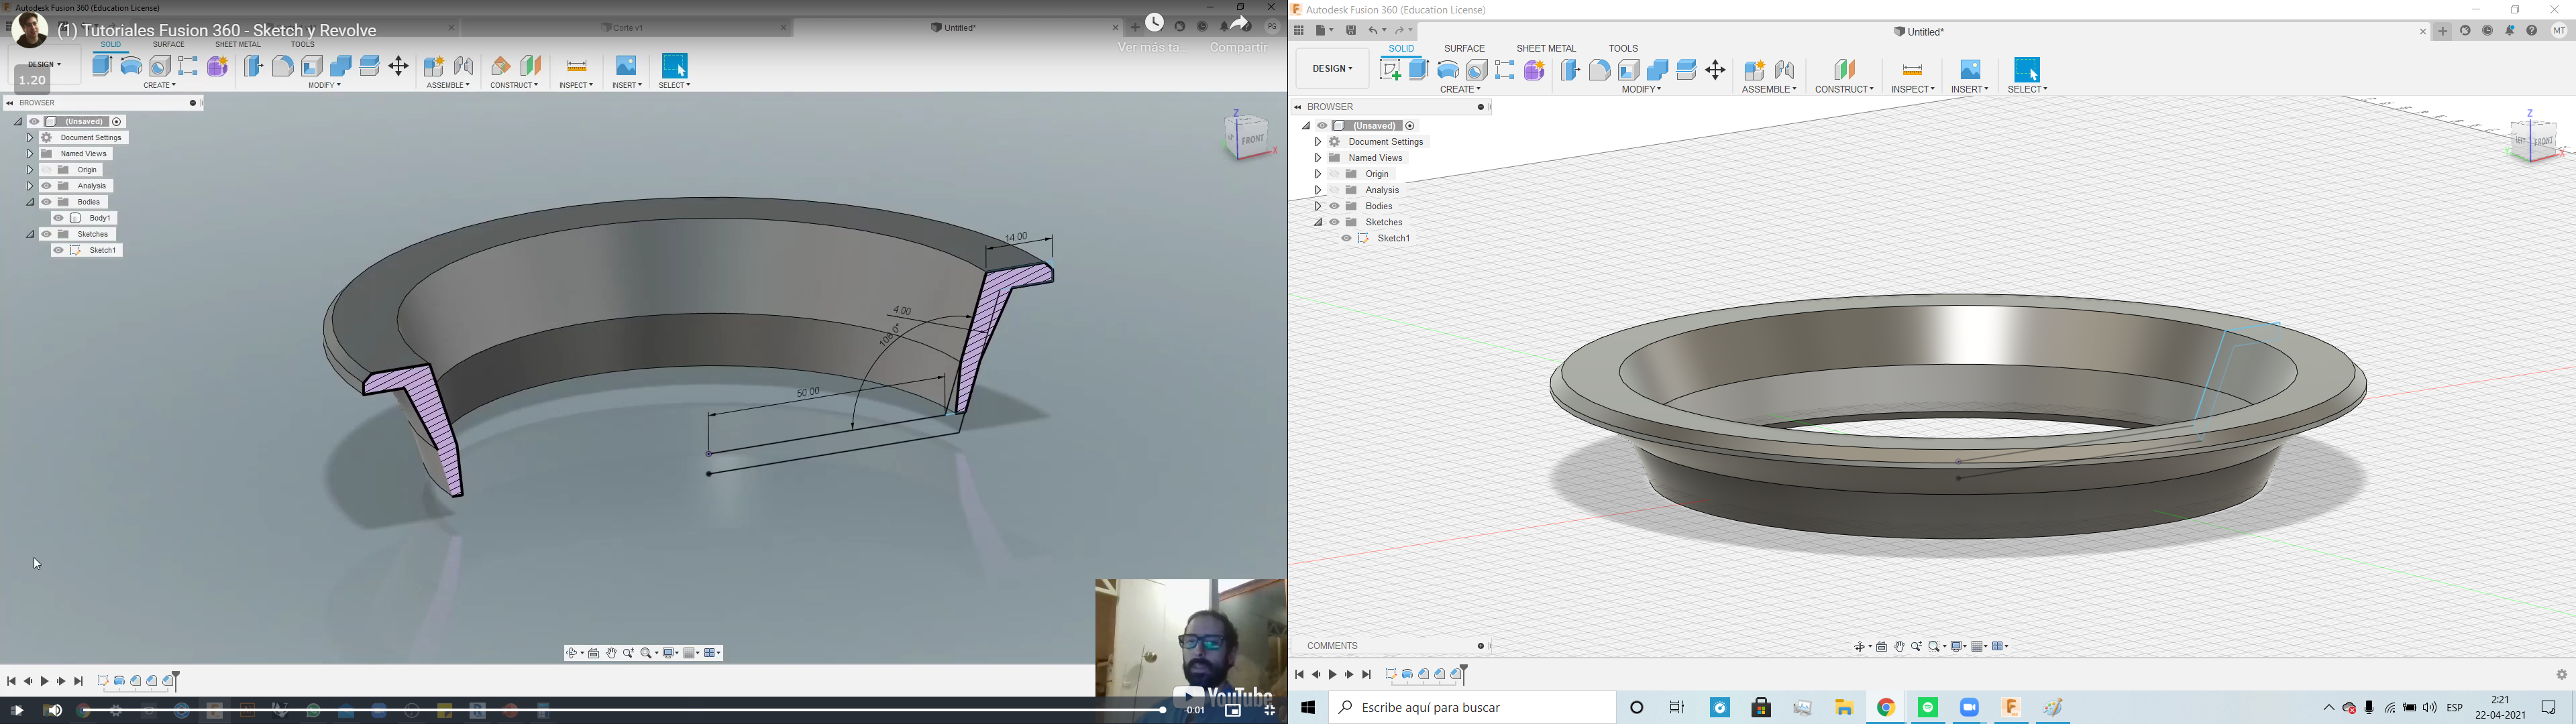 Autodesk Fusion 360 (Education License)
(1) Tutoriales Fusion 360 - Sketch y Revolve
Corte v1
Untitled*
PG
Ver más ta...
Compartir
1.20
SOLID
SURFACE
SHEET METAL
TOOLS
DESIGN
CREATE
MODIFY
ASSEMBLE
CONSTRUCT
INSPECT
INSERT
SELECT
BROWSER
(Unsaved)
Document Settings
Named Views
Origin
Analysis
Bodies
Body1
Sketches
Sketch1
Z
FRONT
X
14.00
4.00
108.0°
50.00
-0:01
YouTube
Autodesk Fusion 360 (Education License)
Untitled*
MT
SOLID
SURFACE
SHEET METAL
TOOLS
DESIGN
CREATE
MODIFY
ASSEMBLE
CONSTRUCT
INSPECT
INSERT
SELECT
BROWSER
(Unsaved)
Document Settings
Named Views
Origin
Analysis
Bodies
Sketches
Sketch1
Z
LEFT
FRONT
X
COMMENTS
Escribe aquí para buscar
ESP
2:21
22-04-2021